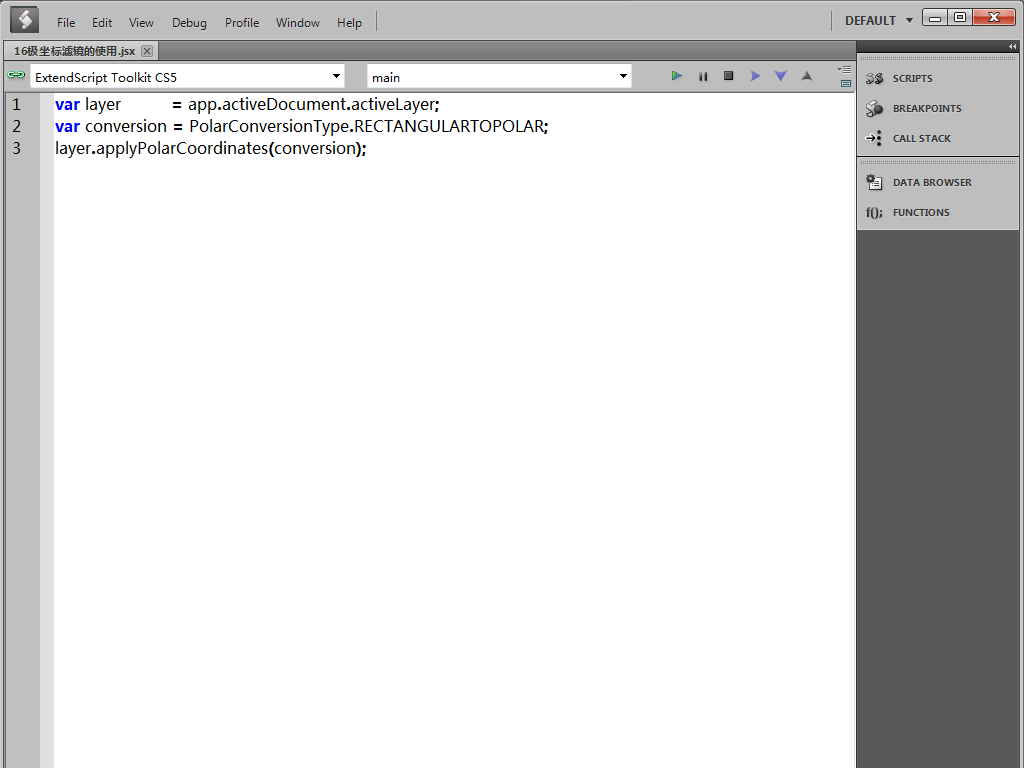 File Edit View Debug Profile Window Help DEFAULT
16极坐标滤镜的使用.jsx
ExtendScript Toolkit CS5 main
1 var layer = app.activeDocument.activeLayer;
2 var conversion = PolarConversionType.RECTANGULARTOPOLAR;
3 layer.applyPolarCoordinates(conversion);
SCRIPTS
BREAKPOINTS
CALL STACK
DATA BROWSER
f(); FUNCTIONS